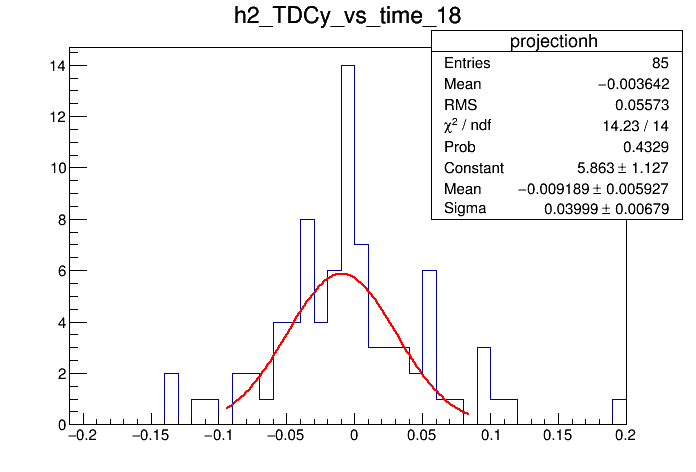 h2_TDCy_vs_time_18
projectionh
Entries 85
Mean −0.003642
RMS 0.05573
χ² / ndf 14.23 / 14
Prob 0.4329
Constant 5.863 ± 1.127
Mean −0.009189 ± 0.005927
Sigma 0.03999 ± 0.00679
14
12
10
8
6
4
2
0
−0.2 −0.15 −0.1 −0.05 0 0.05 0.1 0.15 0.2